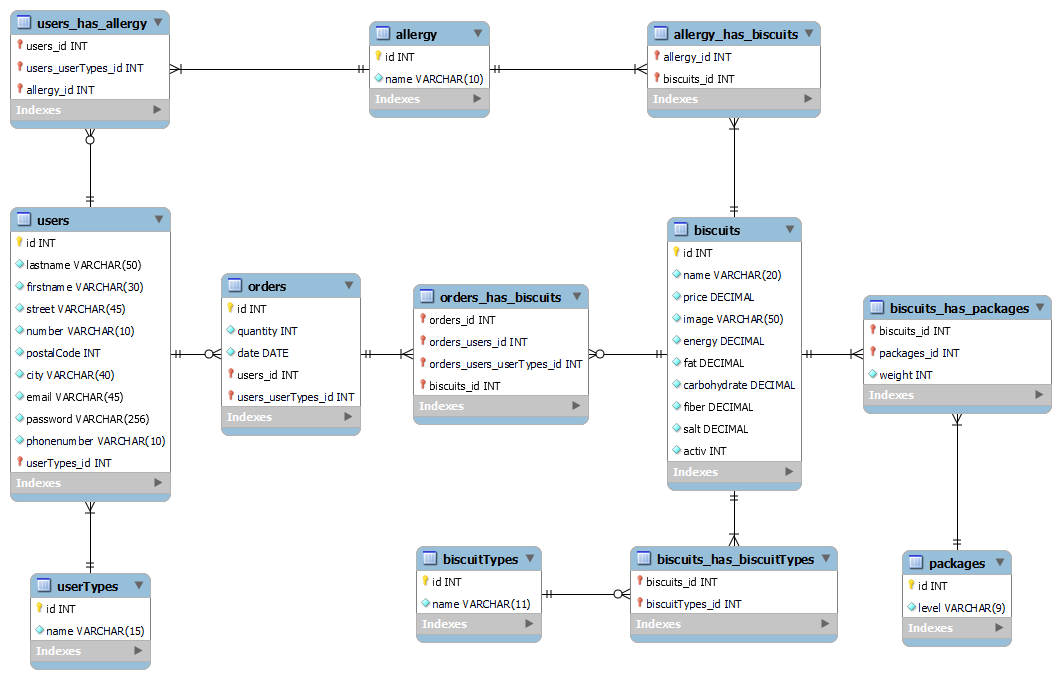 users_has_allergy
users_id INT
users_userTypes_id INT
allergy_id INT
Indexes
allergy
id INT
name VARCHAR(10)
Indexes
allergy_has_biscuits
allergy_id INT
biscuits_id INT
Indexes
users
id INT
lastname VARCHAR(50)
firstname VARCHAR(30)
street VARCHAR(45)
number VARCHAR(10)
postalCode INT
city VARCHAR(40)
email VARCHAR(45)
password VARCHAR(256)
phonenumber VARCHAR(10)
userTypes_id INT
Indexes
orders
id INT
quantity INT
date DATE
users_id INT
users_userTypes_id INT
Indexes
orders_has_biscuits
orders_id INT
orders_users_id INT
orders_users_userTypes_id INT
biscuits_id INT
Indexes
biscuits
id INT
name VARCHAR(20)
price DECIMAL
image VARCHAR(50)
energy DECIMAL
fat DECIMAL
carbohydrate DECIMAL
fiber DECIMAL
salt DECIMAL
activ INT
Indexes
biscuits_has_packages
biscuits_id INT
packages_id INT
weight INT
Indexes
userTypes
id INT
name VARCHAR(15)
Indexes
biscuitTypes
id INT
name VARCHAR(11)
Indexes
biscuits_has_biscuitTypes
biscuits_id INT
biscuitTypes_id INT
Indexes
packages
id INT
level VARCHAR(9)
Indexes